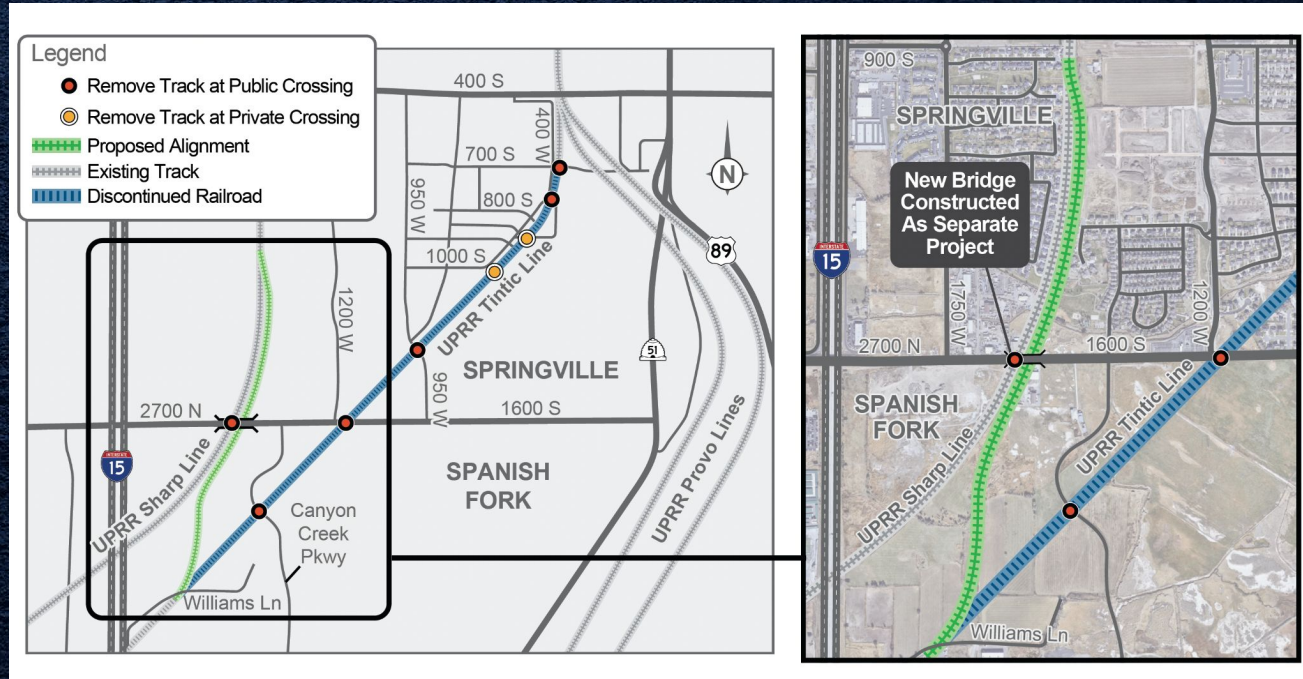 Legend
Remove Track at Public Crossing
Remove Track at Private Crossing
Proposed Alignment
Existing Track
Discontinued Railroad
400 S
400 W
700 S
950 W
800 S
1000 S
UPRR Tintic Line
N
89
1200 W
51
SPRINGVILLE
950 W
2700 N
1600 S
INTERSTATE
15
UPRR Sharp Line
SPANISH
FORK
UPRR Provo Lines
Canyon
Creek
Pkwy
Williams Ln
900 S
SPRINGVILLE
New Bridge
Constructed
As Separate
Project
INTERSTATE
15
1750 W
1200 W
2700 N
1600 S
SPANISH
FORK
UPRR Sharp Line
UPRR Tintic Line
Williams Ln